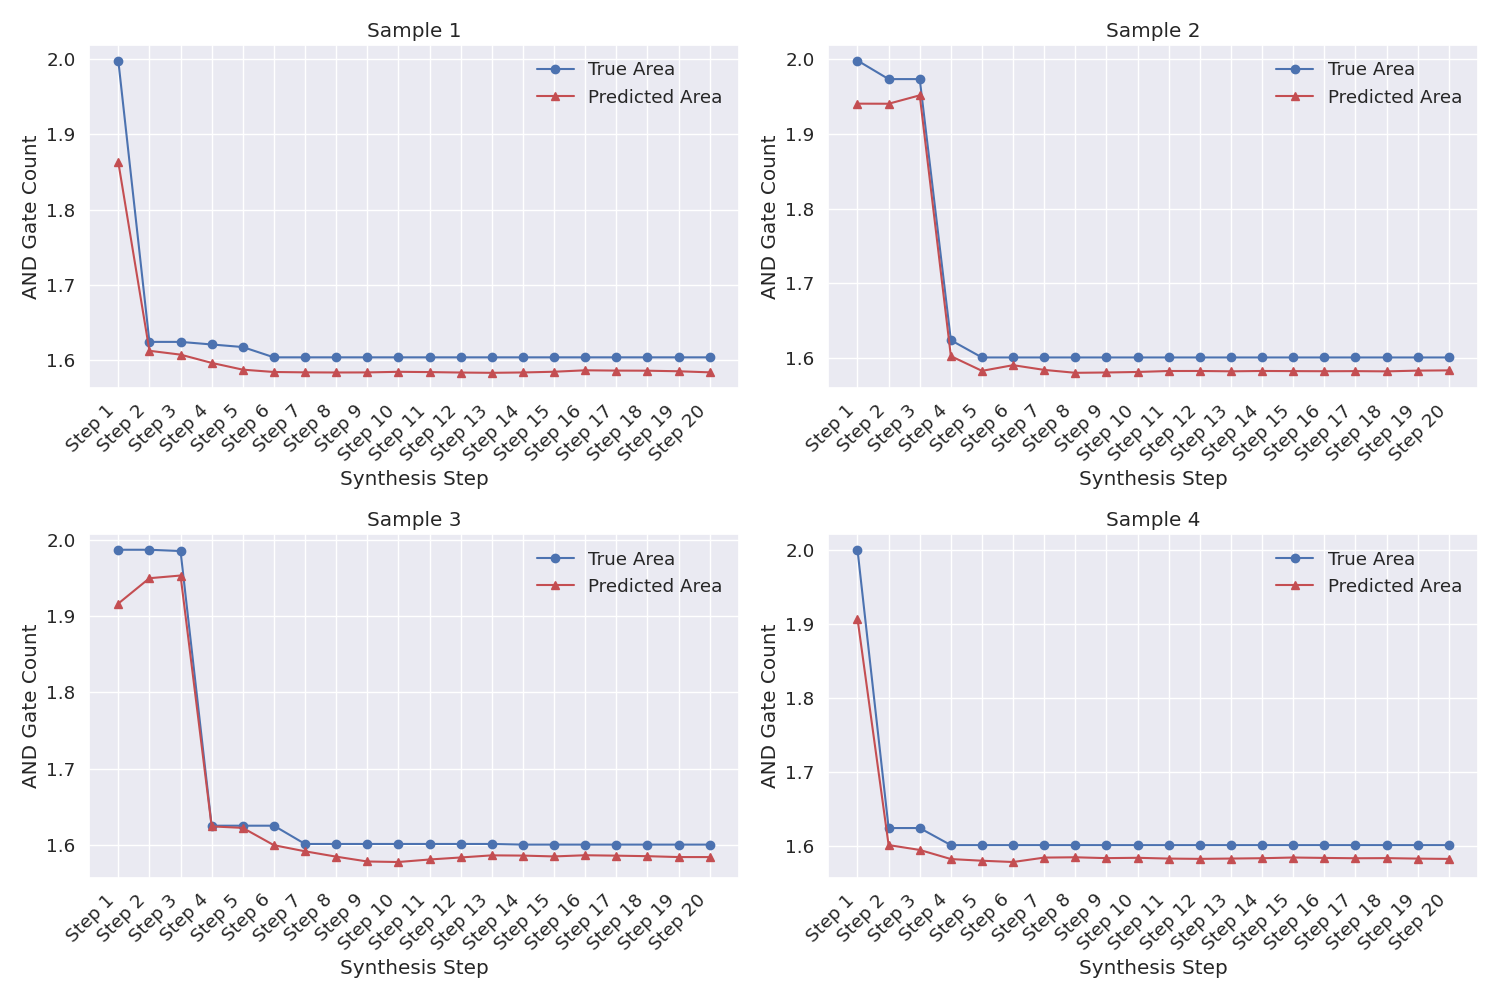 Sample 1
AND Gate Count
2.0
1.9
1.8
1.7
1.6
True Area
Predicted Area
Step 1
Step 2
Step 3
Step 4
Step 5
Step 6
Step 7
Step 8
Step 9
Step 10
Step 11
Step 12
Step 13
Step 14
Step 15
Step 16
Step 17
Step 18
Step 19
Step 20
Synthesis Step
Sample 2
AND Gate Count
2.0
1.9
1.8
1.7
1.6
True Area
Predicted Area
Step 1
Step 2
Step 3
Step 4
Step 5
Step 6
Step 7
Step 8
Step 9
Step 10
Step 11
Step 12
Step 13
Step 14
Step 15
Step 16
Step 17
Step 18
Step 19
Step 20
Synthesis Step
Sample 3
AND Gate Count
2.0
1.9
1.8
1.7
1.6
True Area
Predicted Area
Step 1
Step 2
Step 3
Step 4
Step 5
Step 6
Step 7
Step 8
Step 9
Step 10
Step 11
Step 12
Step 13
Step 14
Step 15
Step 16
Step 17
Step 18
Step 19
Step 20
Synthesis Step
Sample 4
AND Gate Count
2.0
1.9
1.8
1.7
1.6
True Area
Predicted Area
Step 1
Step 2
Step 3
Step 4
Step 5
Step 6
Step 7
Step 8
Step 9
Step 10
Step 11
Step 12
Step 13
Step 14
Step 15
Step 16
Step 17
Step 18
Step 19
Step 20
Synthesis Step